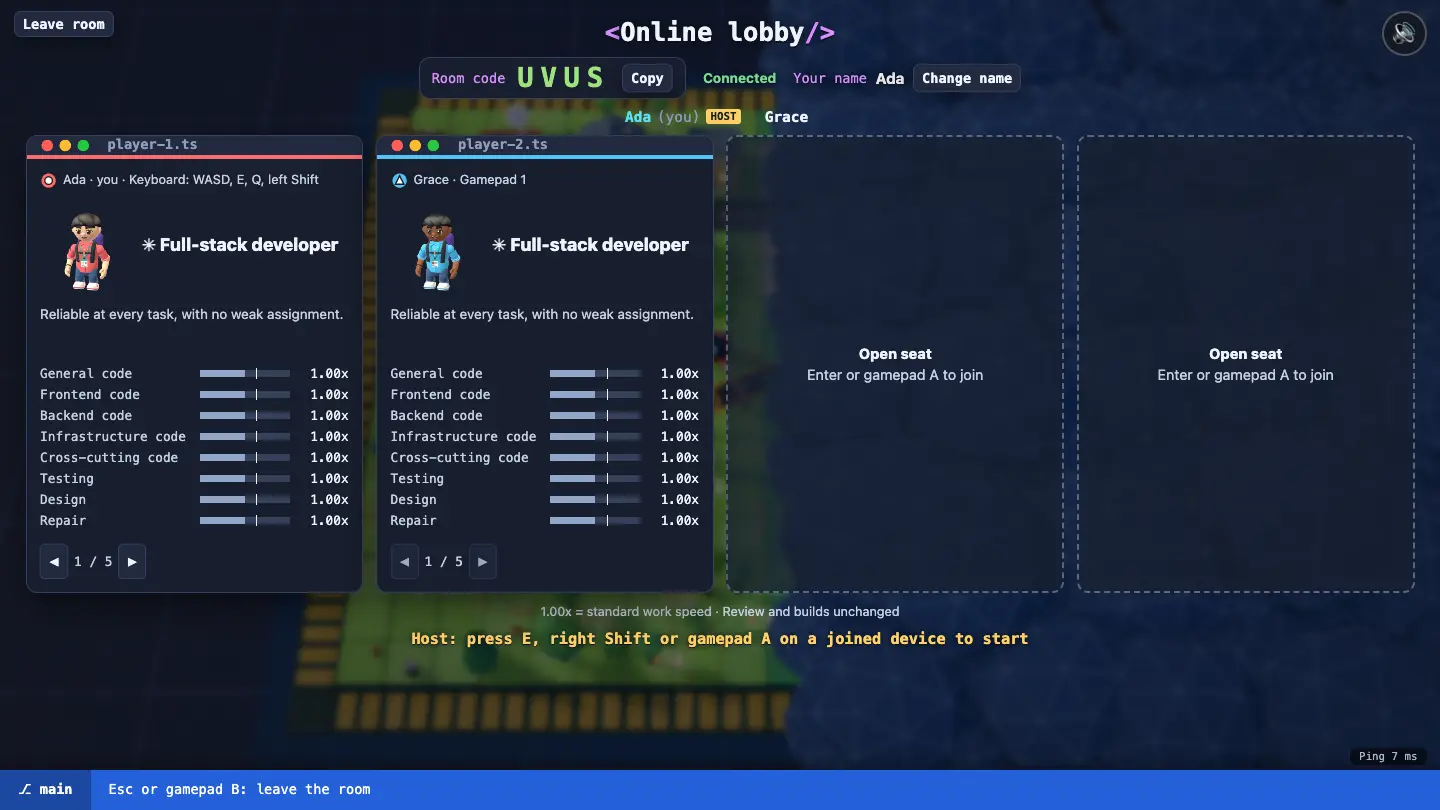 Leave room
<Online lobby/>
Room code UVUS Copy Connected Your name Ada Change name
Ada (you) HOST Grace
player-1.ts
Ada · you · Keyboard: WASD, E, Q, left Shift
✳ Full-stack developer
Reliable at every task, with no weak assignment.
General code 1.00x
Frontend code 1.00x
Backend code 1.00x
Infrastructure code 1.00x
Cross-cutting code 1.00x
Testing 1.00x
Design 1.00x
Repair 1.00x
◀ 1 / 5 ▶
player-2.ts
Grace · Gamepad 1
✳ Full-stack developer
Reliable at every task, with no weak assignment.
General code 1.00x
Frontend code 1.00x
Backend code 1.00x
Infrastructure code 1.00x
Cross-cutting code 1.00x
Testing 1.00x
Design 1.00x
Repair 1.00x
◀ 1 / 5 ▶
Open seat
Enter or gamepad A to join
Open seat
Enter or gamepad A to join
1.00x = standard work speed · Review and builds unchanged
Host: press E, right Shift or gamepad A on a joined device to start
Ping 7 ms
⎇ main
Esc or gamepad B: leave the room